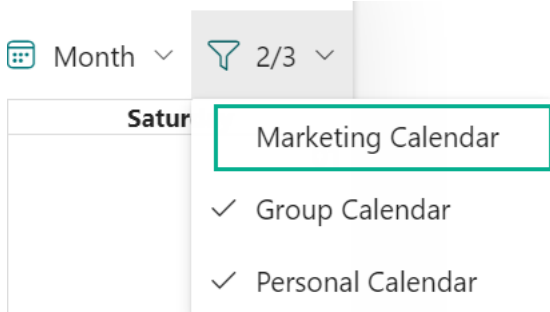 Month 2/3
Satur
Marketing Calendar
Group Calendar
Personal Calendar